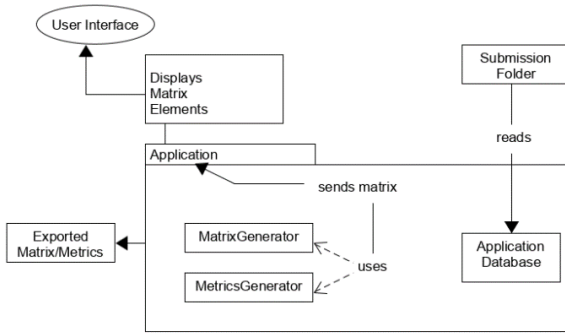 User Interface
Displays
Matrix
Elements
Submission
Folder
reads
Application
sends matrix
Exported
Matrix/Metrics
MatrixGenerator
MetricsGenerator
uses
Application
Database